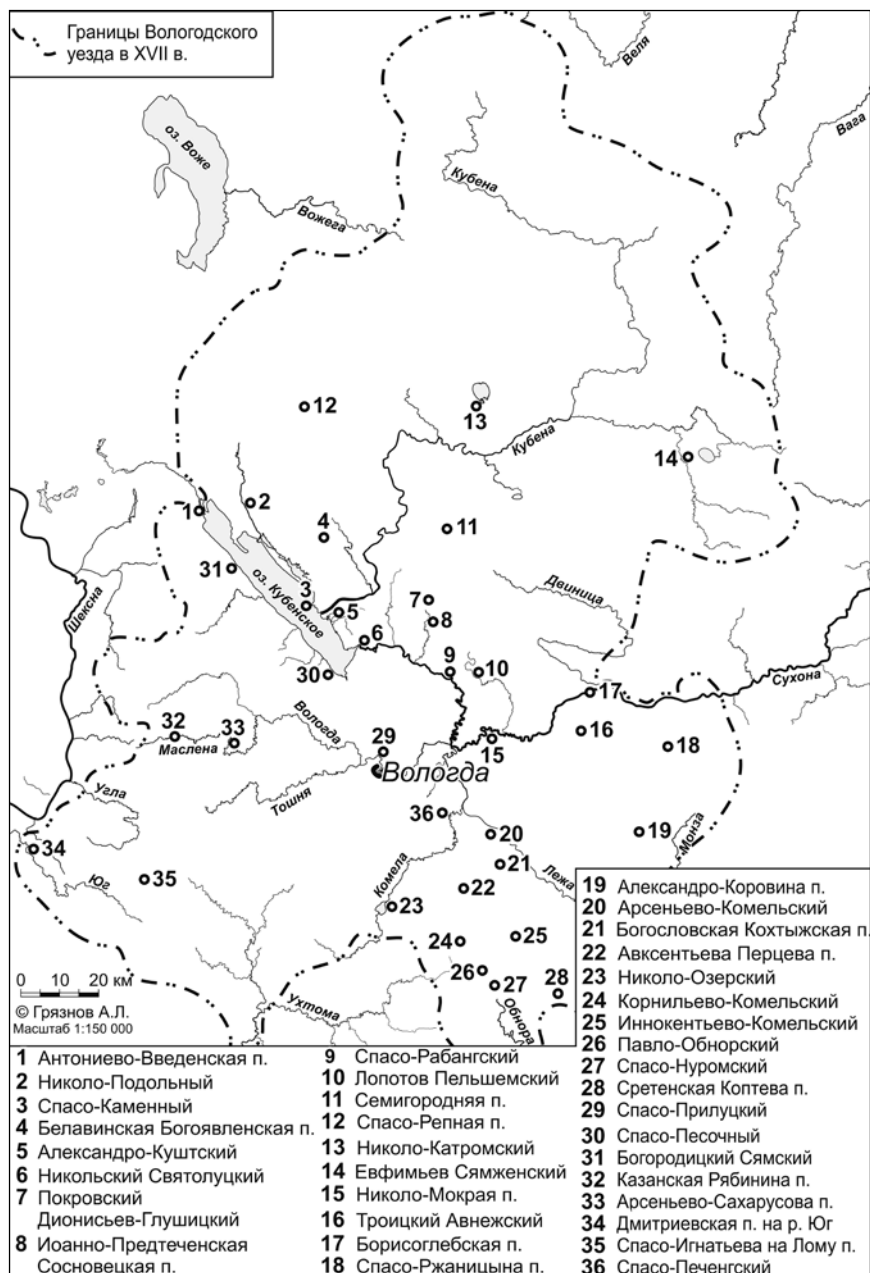 Границы Вологодского
уезда в XVII в.
Веля
Вага
оз. Воже
Кубена
Вожега
12
13
Кубена
14
1
2
4
11
31
оз. Кубенское
3
5
7
8
Двиница
Шексна
6
30
9
10
17
Сухона
32
33
Маслена
Вологда
29
15
16
18
Вологда
Угла
Тошня
36
20
19
Монза
34
35
Юг
Комела
21
Лежа
22
23
24
25
26
27
28
Обнора
Ухтома
0 10 20 км
© Грязнов А.Л.
Масштаб 1:150 000
1 Антониево-Введенская п.
2 Николо-Подольный
3 Спасо-Каменный
4 Белавинская Богоявленская п.
5 Александро-Куштский
6 Никольский Святолуцкий
7 Покровский
Дионисьев-Глушицкий
8 Иоанно-Предтеченская
Сосновецкая п.
9 Спасо-Рабангский
10 Лопотов Пельшемский
11 Семигородняя п.
12 Спасо-Репная п.
13 Николо-Катромский
14 Евфимьев Сямженский
15 Николо-Мокрая п.
16 Троицкий Авнежский
17 Борисоглебская п.
18 Спасо-Ржаницына п.
19 Александро-Коровина п.
20 Арсеньево-Комельский
21 Богословская Кохтыжская п.
22 Авксентьева Перцева п.
23 Николо-Озерский
24 Корнильево-Комельский
25 Иннокентьево-Комельский
26 Павло-Обнорский
27 Спасо-Нуромский
28 Сретенская Коптева п.
29 Спасо-Прилуцкий
30 Спасо-Песочный
31 Богородицкий Сямский
32 Казанская Рябинина п.
33 Арсеньево-Сахарусова п.
34 Дмитриевская п. на р. Юг
35 Спасо-Игнатьева на Лому п.
36 Спасо-Печенгский